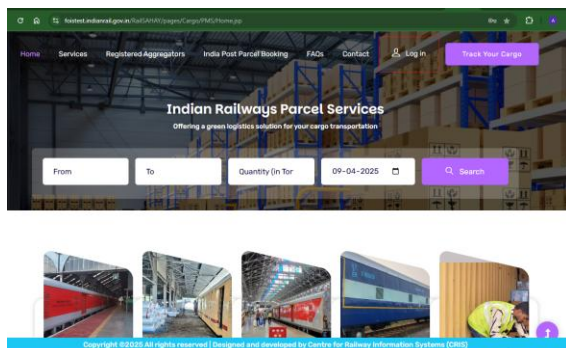 foistest.indianrail.gov.in/RailSAHAY/pages/Cargo/PMS/Home.jsp
Home Services Registered Aggregators India Post Parcel Booking FAQs Contact Log in Track Your Cargo
Indian Railways Parcel Services
Offering a green logistics solution for your cargo transportation
From To Quantity (in Tor 09-04-2025 Search
Copyright ©2025 All rights reserved | Designed and developed by Centre for Railway Information Systems (CRIS)